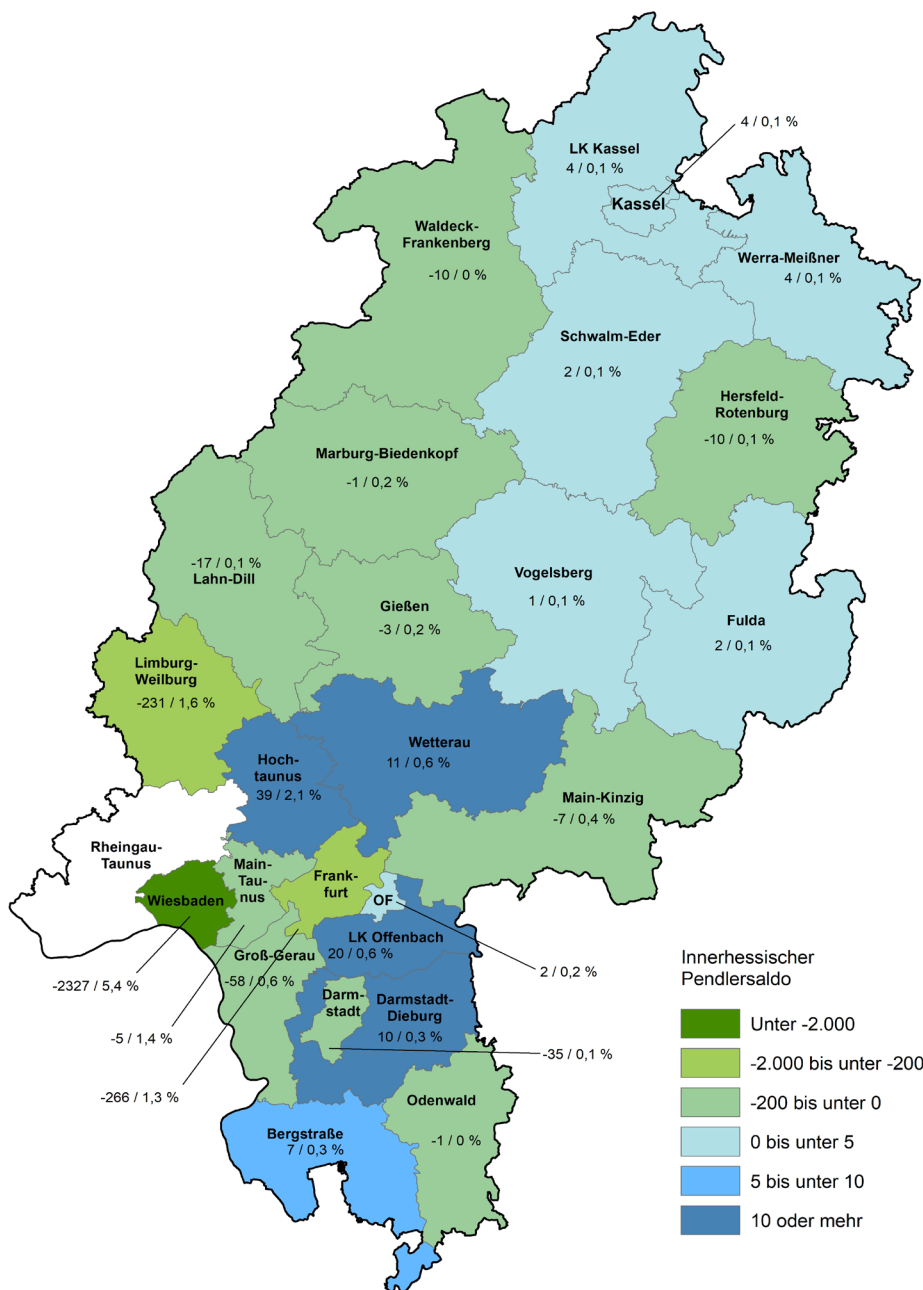 4 / 0,1 %
LK Kassel
4 / 0,1 %
Kassel
Waldeck-
Frankenberg
-10 / 0 %
Werra-Meißner
4 / 0,1 %
Schwalm-Eder
2 / 0,1 %
Hersfeld-
Rotenburg
-10 / 0,1 %
Marburg-Biedenkopf
-1 / 0,2 %
-17 / 0,1 %
Lahn-Dill
Vogelsberg
1 / 0,1 %
Gießen
-3 / 0,2 %
Fulda
2 / 0,1 %
Limburg-
Weilburg
-231 / 1,6 %
Wetterau
11 / 0,6 %
Hoch-
taunus
39 / 2,1 %
Main-Kinzig
-7 / 0,4 %
Rheingau-
Taunus
Main-
Taunus
Frank-
furt
Wiesbaden
OF
LK Offenbach
20 / 0,6 %
Groß-Gerau
-58 / 0,6 %
2 / 0,2 %
-2327 / 5,4 %
Darm-
stadt
Darmstadt-
Dieburg
10 / 0,3 %
-5 / 1,4 %
-35 / 0,1 %
-266 / 1,3 %
Odenwald
-1 / 0 %
Bergstraße
7 / 0,3 %
Innerhessischer
Pendlersaldo
Unter -2.000
-2.000 bis unter -200
-200 bis unter 0
0 bis unter 5
5 bis unter 10
10 oder mehr